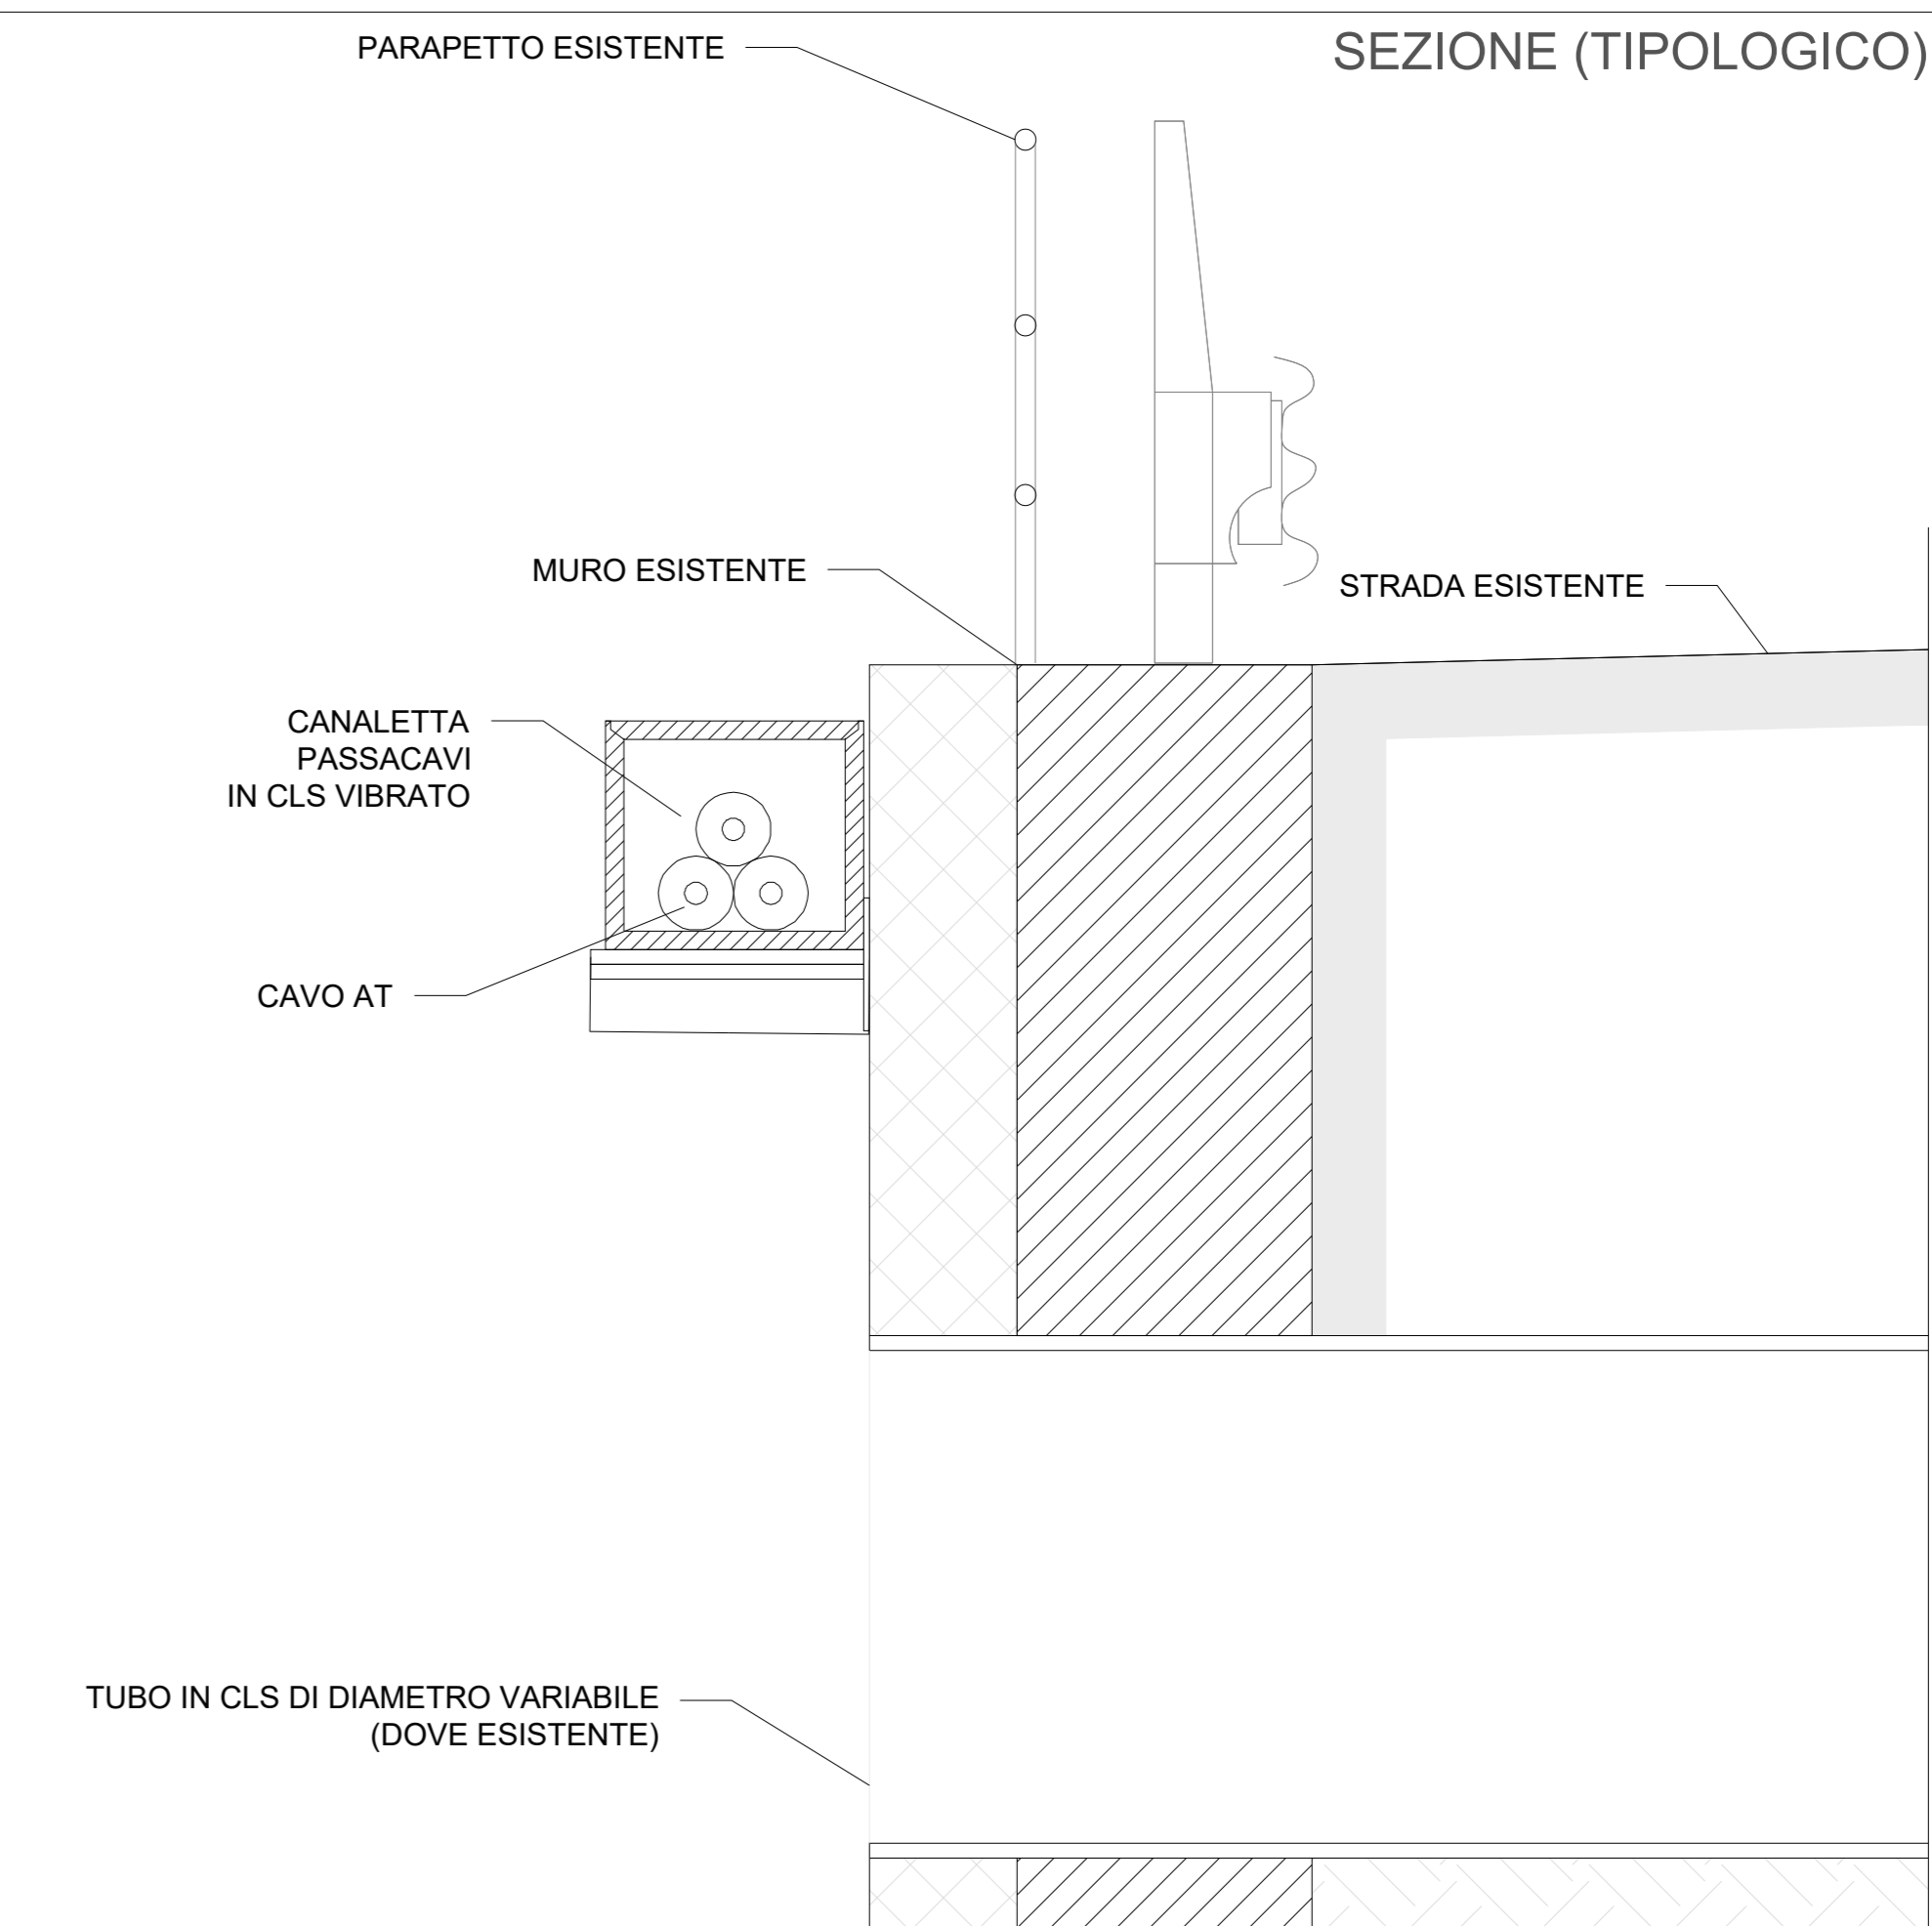 PARAPETTO ESISTENTE
SEZIONE (TIPOLOGICO)
MURO ESISTENTE
STRADA ESISTENTE
CANALETTA
PASSACAVI
IN CLS VIBRATO
CAVO AT
TUBO IN CLS DI DIAMETRO VARIABILE
(DOVE ESISTENTE)